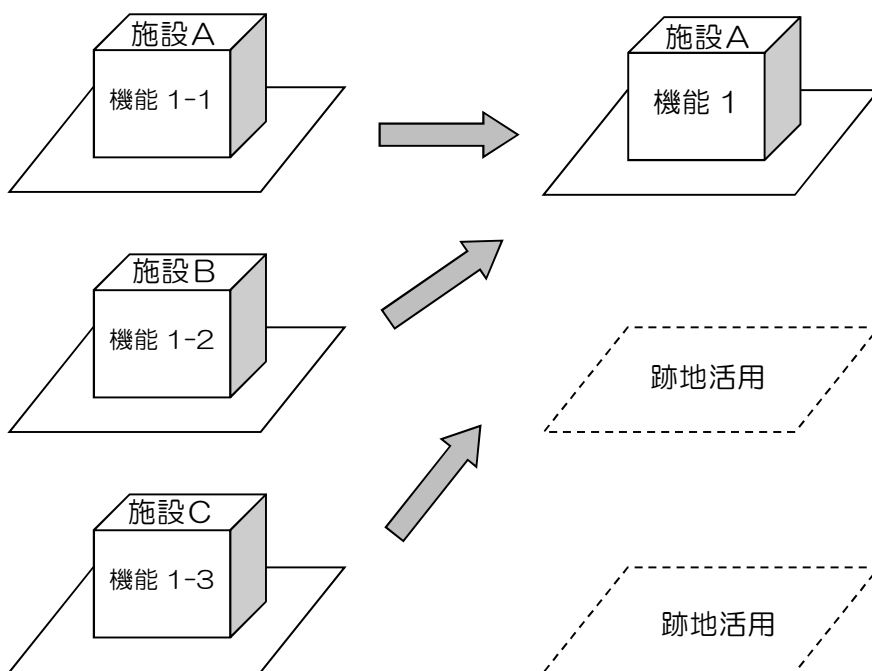 施設A
機能 1-1
施設A
機能 1
施設B
機能 1-2
跡地活用
施設C
機能 1-3
跡地活用